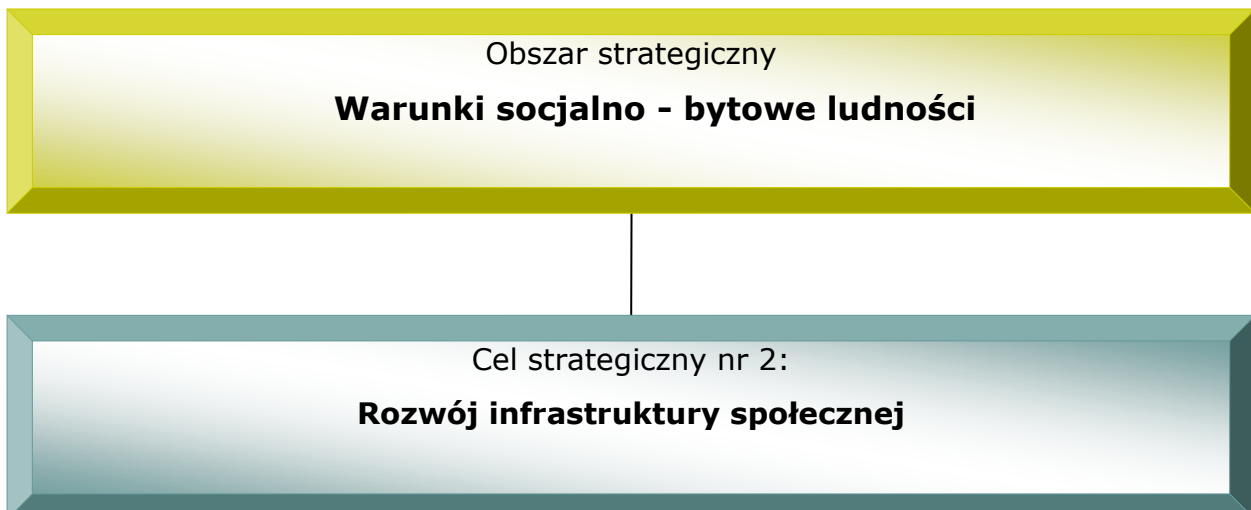 Obszar strategiczny
Warunki socjalno - bytowe ludności
Cel strategiczny nr 2:
Rozwój infrastruktury społecznej